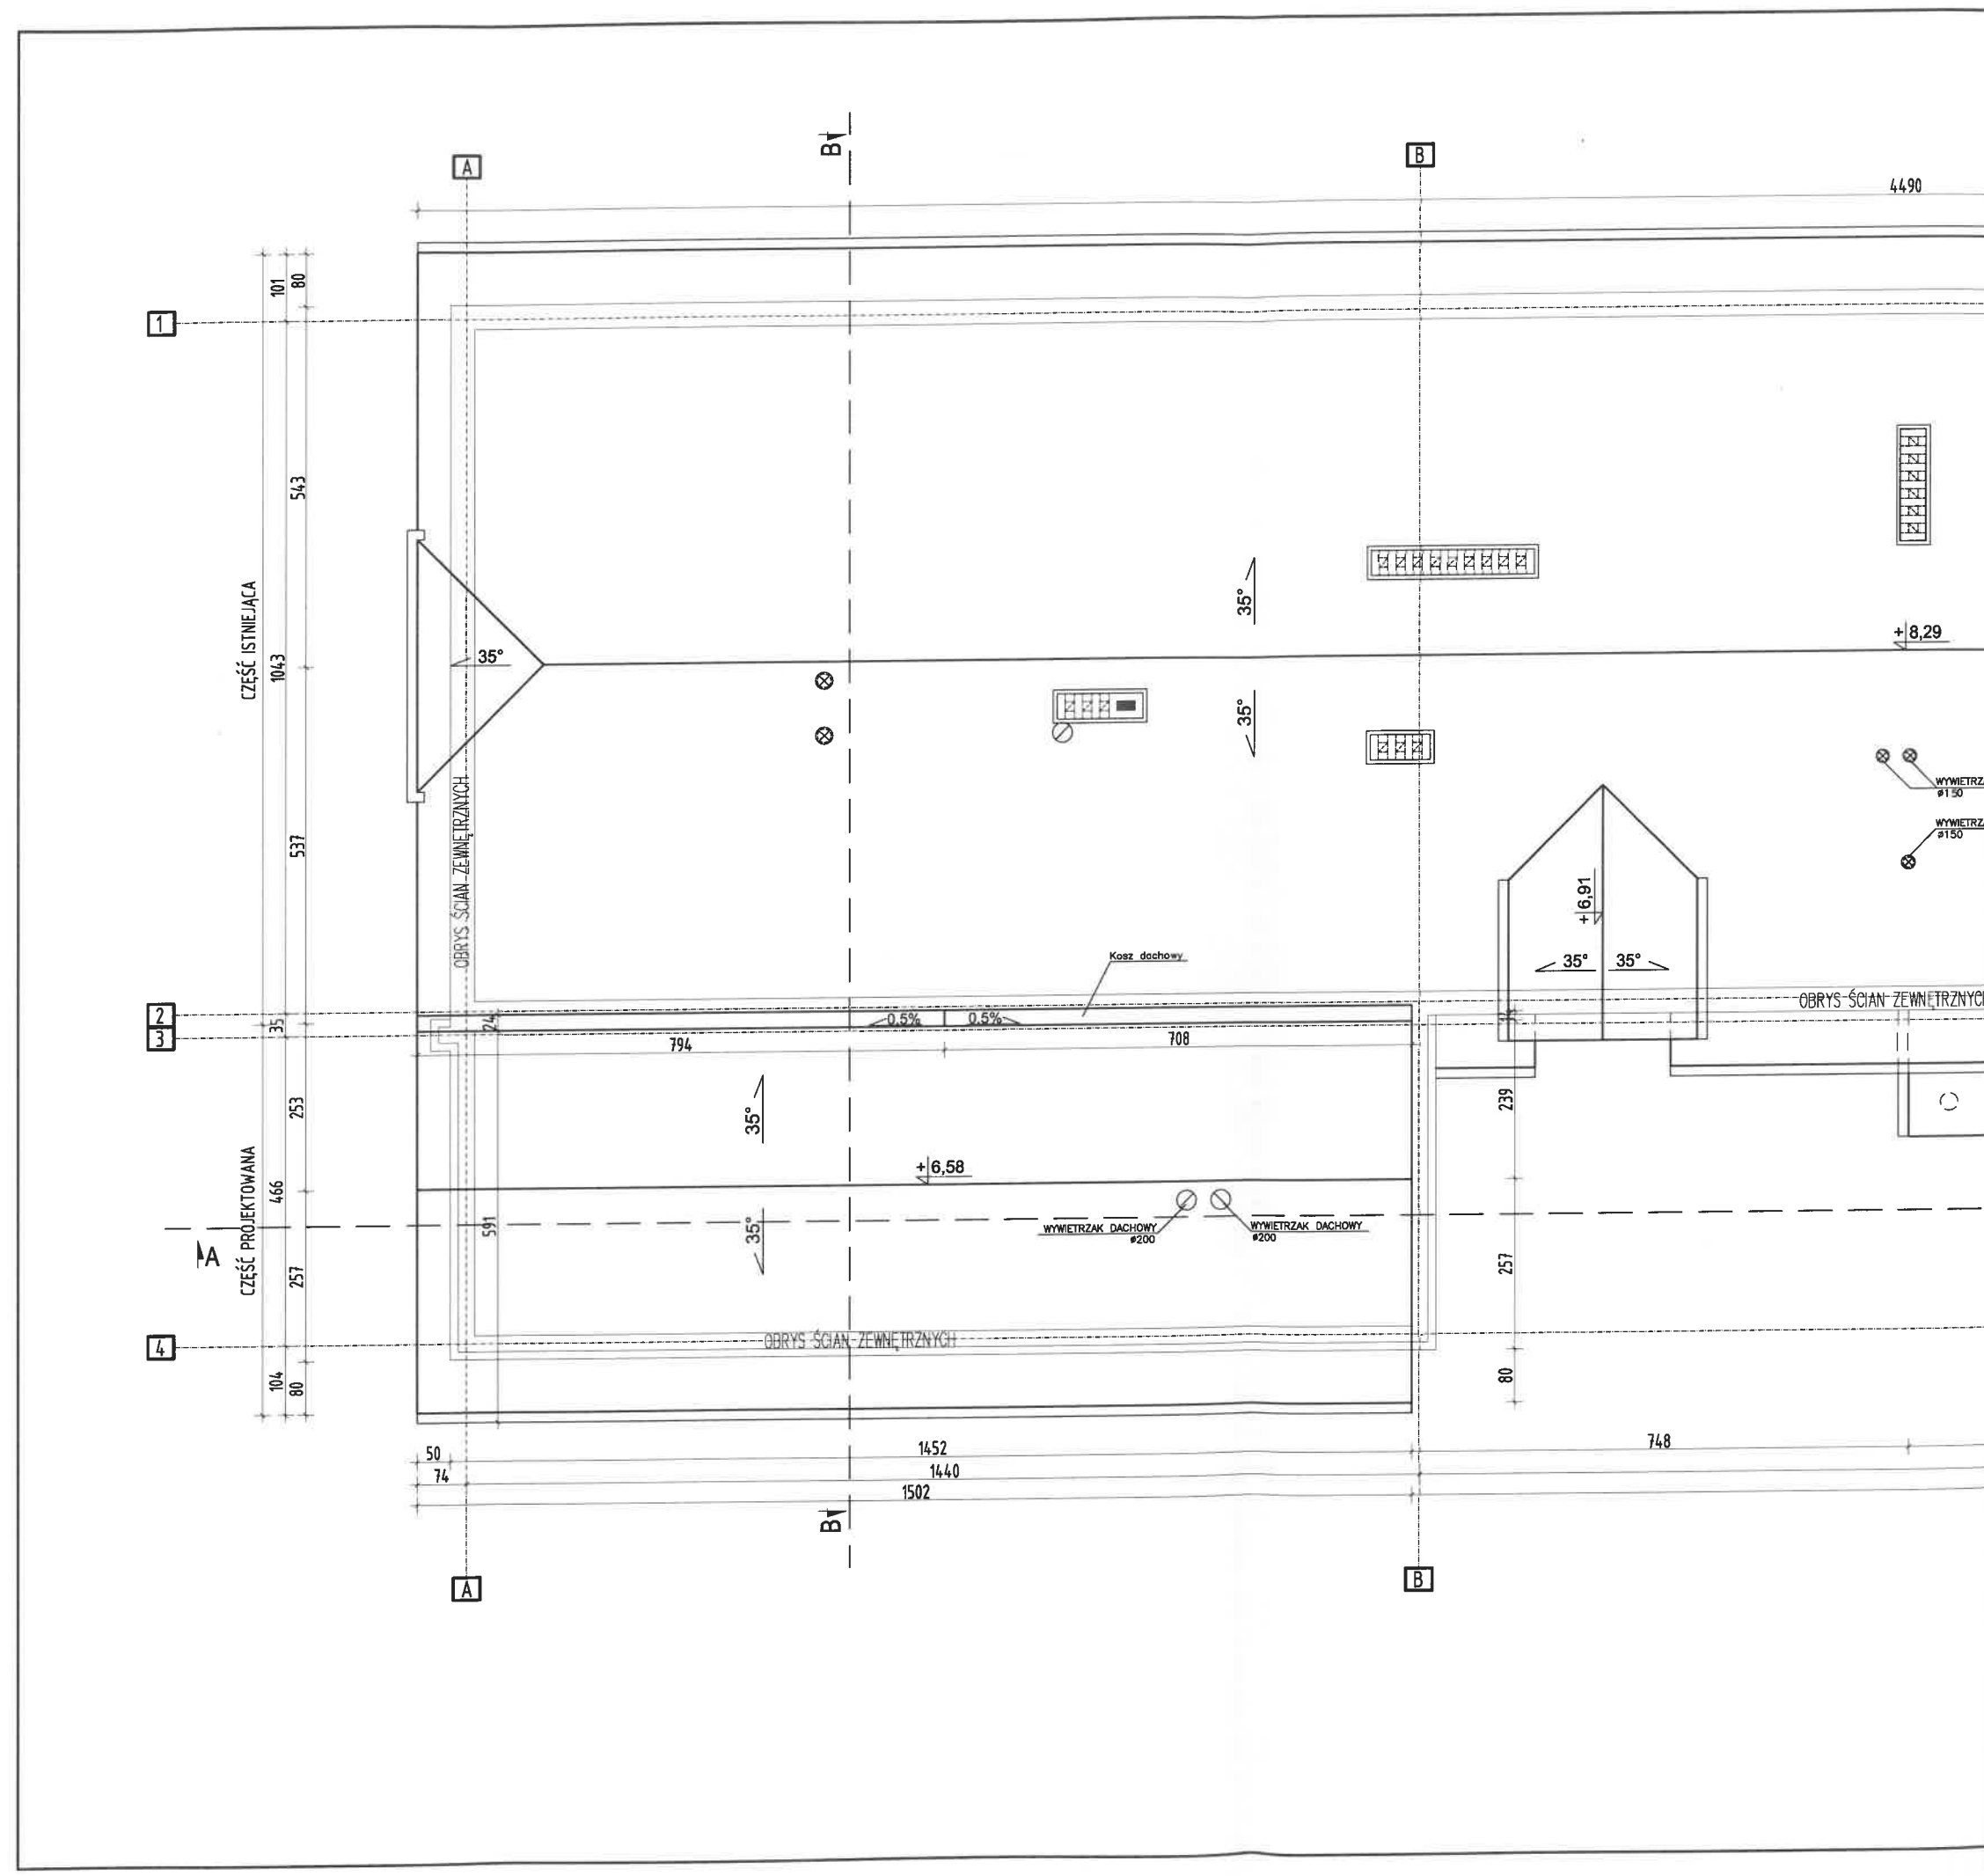 B
A
B
4490
101
80
1
543
CZĘŚĆ ISTNIEJĄCA
1043
35°
35°
+8,29
35°
WYWIETRZA
ø150
WYWIETRZA
ø150
537
OBRYS ŚCIAN ZEWNĘTRZNYCH
+6,91
35°
35°
Kosz dachowy
OBRYS ŚCIAN ZEWNĘTRZNYCH
2
3
35
24
0.5%
0.5%
794
708
253
35°
239
CZĘŚĆ PROJEKTOWANA
466
+6,58
591
35°
WYWIETRZAK DACHOWY
ø200
WYWIETRZAK DACHOWY
ø200
A
257
257
OBRYS ŚCIAN ZEWNĘTRZNYCH
4
104
80
80
50
1452
748
74
1440
1502
B
A
B